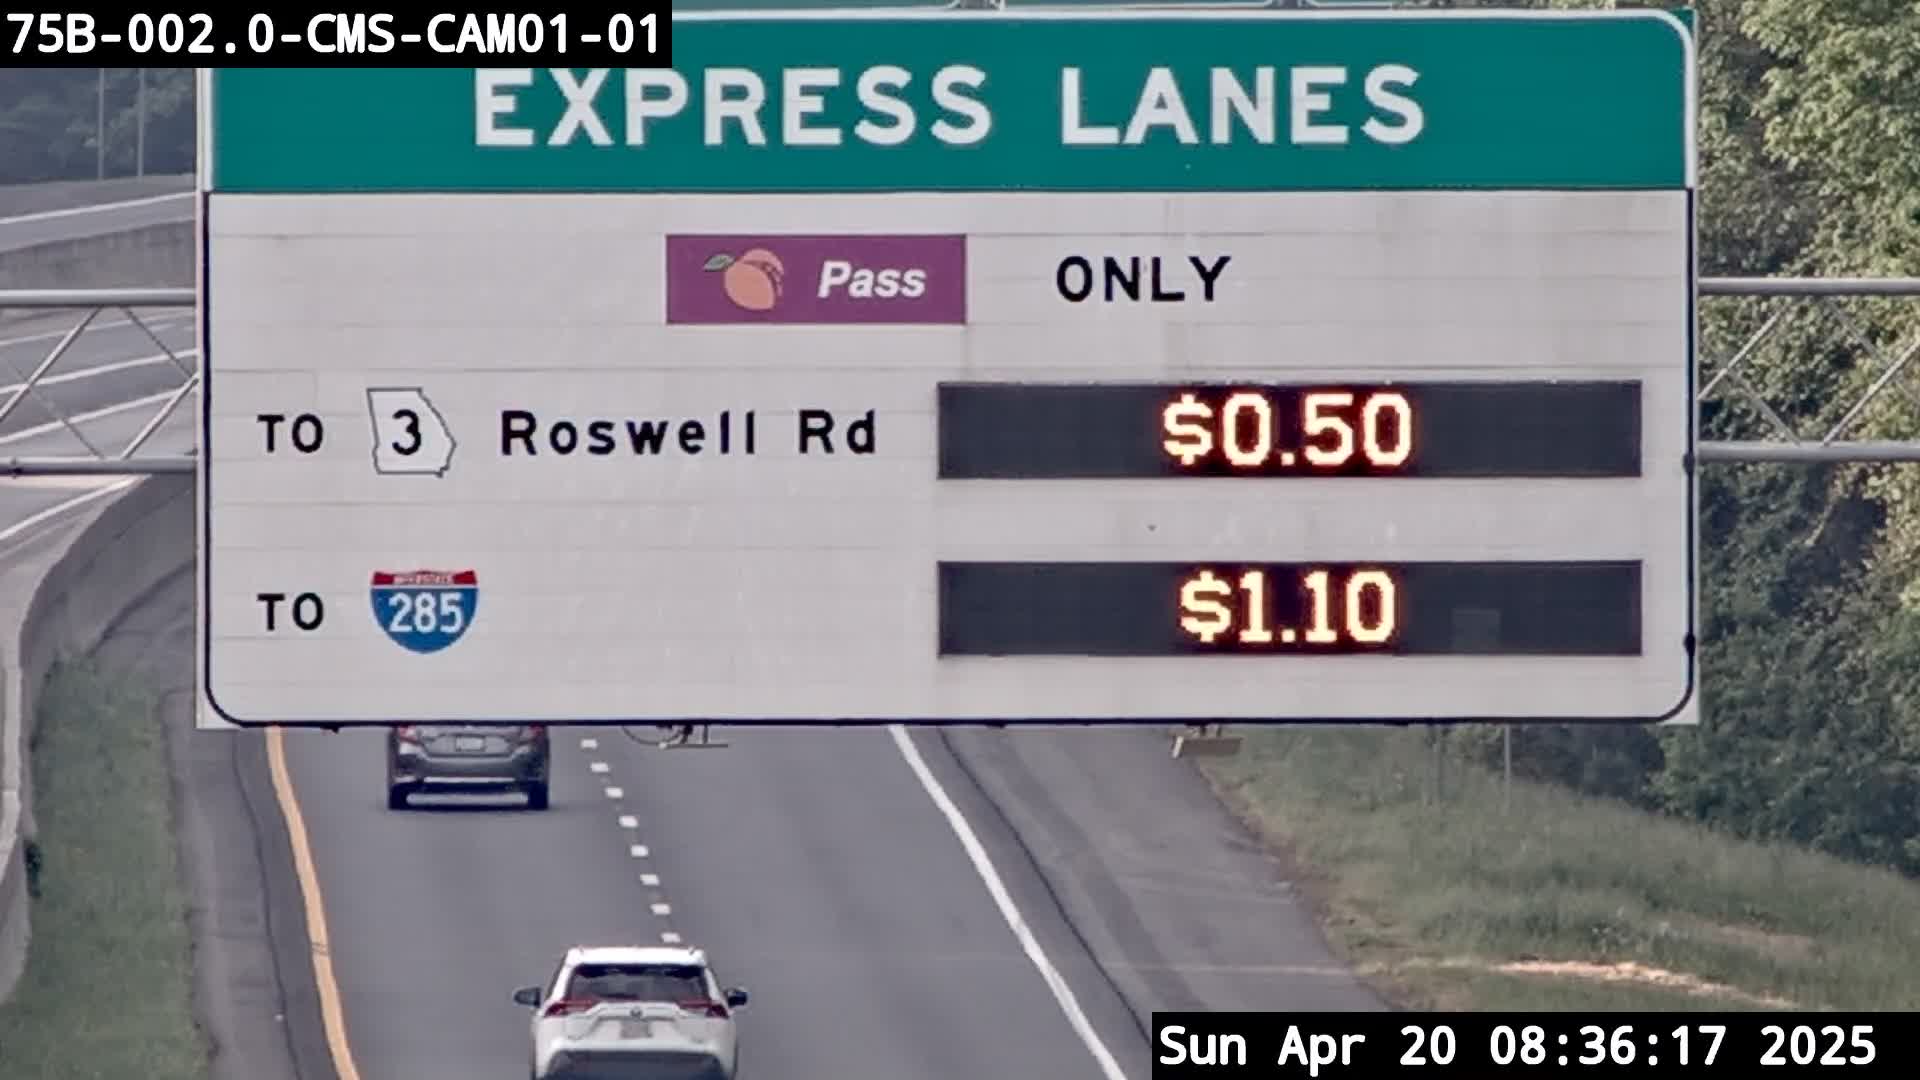 75B-002.0-CMS-CAM01-01
EXPRESS LANES
Pass ONLY
TO 3 Roswell Rd $0.50
INTERSTATE
TO 285 $1.10
Sun Apr 20 08:36:17 2025